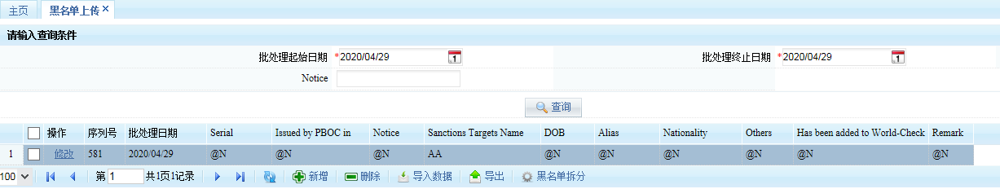 主页 黑名单上传
请输入查询条件
批处理起始日期 *2020/04/29 批处理终止日期 *2020/04/29
Notice
查询
操作 序列号 批处理日期 Serial Issued by PBOC in Notice Sanctions Targets Name DOB Alias Nationality Others Has been added to World-Check Remark
1 修改 581 2020/04/29 @N @N @N AA @N @N @N @N @N @N
100 第 1 共1页1记录 新增 删除 导入数据 导出 黑名单拆分